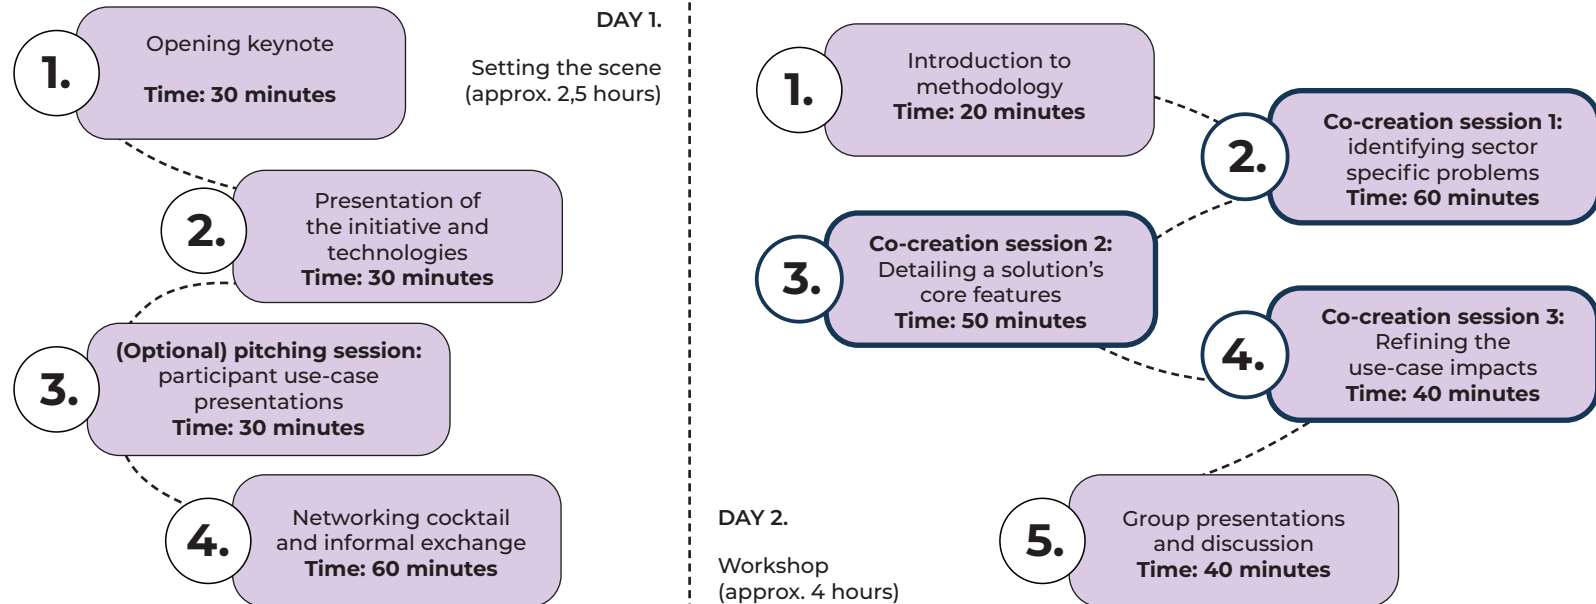 DAY 1.
Setting the scene
(approx. 2,5 hours)
1.
Opening keynote
Time: 30 minutes
2.
Presentation of
the initiative and
technologies
Time: 30 minutes
3.
(Optional) pitching session:
participant use-case
presentations
Time: 30 minutes
4.
Networking cocktail
and informal exchange
Time: 60 minutes
DAY 2.
Workshop
(approx. 4 hours)
1.
Introduction to
methodology
Time: 20 minutes
2.
Co-creation session 1:
identifying sector
specific problems
Time: 60 minutes
3.
Co-creation session 2:
Detailing a solution’s
core features
Time: 50 minutes
4.
Co-creation session 3:
Refining the
use-case impacts
Time: 40 minutes
5.
Group presentations
and discussion
Time: 40 minutes